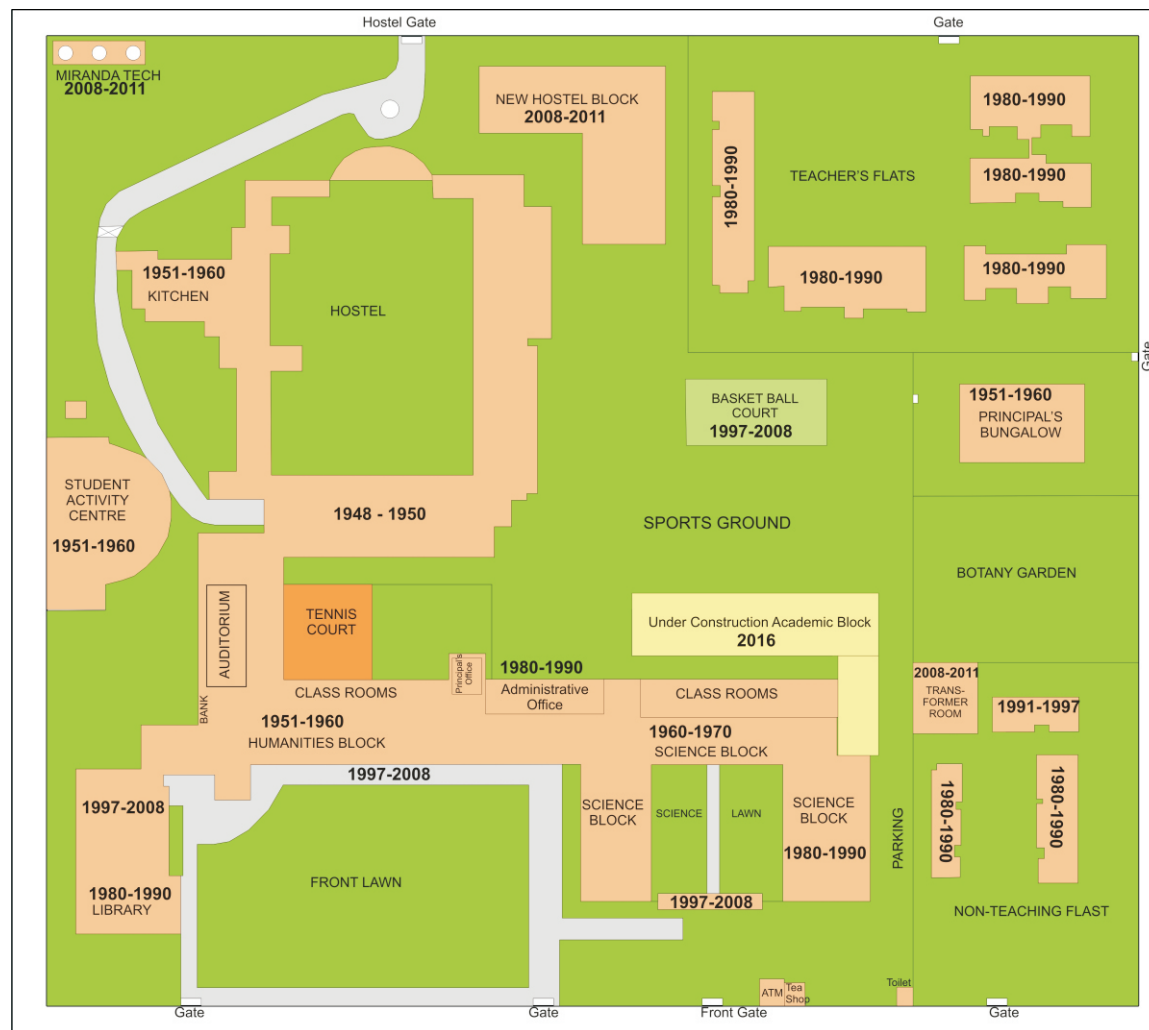 Hostel Gate
Gate
MIRANDA TECH
2008-2011
NEW HOSTEL BLOCK
2008-2011
1980-1990
TEACHER'S FLATS
1980-1990
1980-1990
1980-1990
1980-1990
1951-1960
KITCHEN
HOSTEL
Gate
BASKET BALL
COURT
1997-2008
1951-1960
PRINCIPAL'S
BUNGALOW
STUDENT
ACTIVITY
CENTRE
1951-1960
1948 - 1950
SPORTS GROUND
BOTANY GARDEN
AUDITORIUM
TENNIS
COURT
Under Construction Academic Block
2016
BANK
CLASS ROOMS
1951-1960
HUMANITIES BLOCK
Principal's
Office
1980-1990
Administrative
Office
CLASS ROOMS
1960-1970
SCIENCE BLOCK
2008-2011
TRANS-
FORMER
ROOM
1991-1997
1997-2008
1997-2008
1980-1990
LIBRARY
FRONT LAWN
SCIENCE
BLOCK
SCIENCE
LAWN
SCIENCE
BLOCK
1980-1990
1997-2008
PARKING
1980-1990
1980-1990
NON-TEACHING FLAST
ATM
Tea
Shop
Toilet
Gate
Gate
Front Gate
Gate